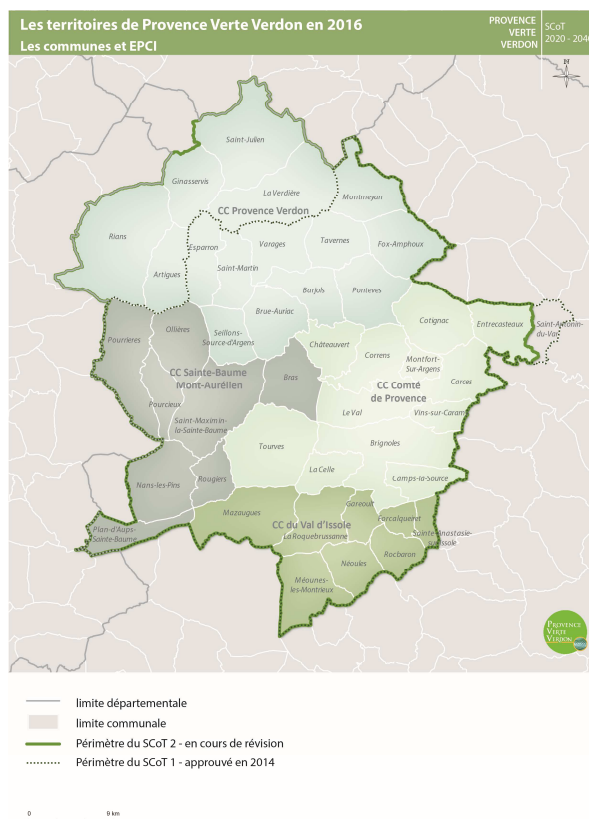 Les territoires de Provence Verte Verdon en 2016
Les communes et EPCI
PROVENCE
VERTE
VERDON
SCoT
2020 - 204
N
Saint-Julien
Ginasservis
La Verdière
Montmeyan
CC Provence Verdon
Rians
Esparron
Varages
Tavernes
Fox-Amphoux
Artigues
Saint-Martin
Barjols
Ponteves
Brue-Auriac
Cotignac
Entrecasteaux
Saint-Antonin-
du-Var
Ollières
Pourrieres
Seillons-
Source-d'Argens
Châteauvert
Correns
Montfort-
Sur-Argens
CC Sainte-Baume
Mont-Aurélien
Bras
CC Comté
de Provence
Carces
Pourcieux
Le Val
Vins-sur-Caramy
Saint-Maximin-
la-Sainte-Baume
Tourves
Brignoles
La Celle
Camps-la-Source
Nans-les-Pins
Rougiers
Mazaugues
Gareoult
CC du Val d'Issole
Forcalqueiret
La Roquebrussanne
Plan-d'Aups-
Sainte-Baume
Sainte-Anastasie-
sur-Issole
Néoules
Rocbaron
Méounes-
les-Montrieux
PROVENCE
VERTE
VERDON
limite départementale
limite communale
Périmètre du SCoT 2 - en cours de révision
Périmètre du SCoT 1 - approuvé en 2014
0 9 km